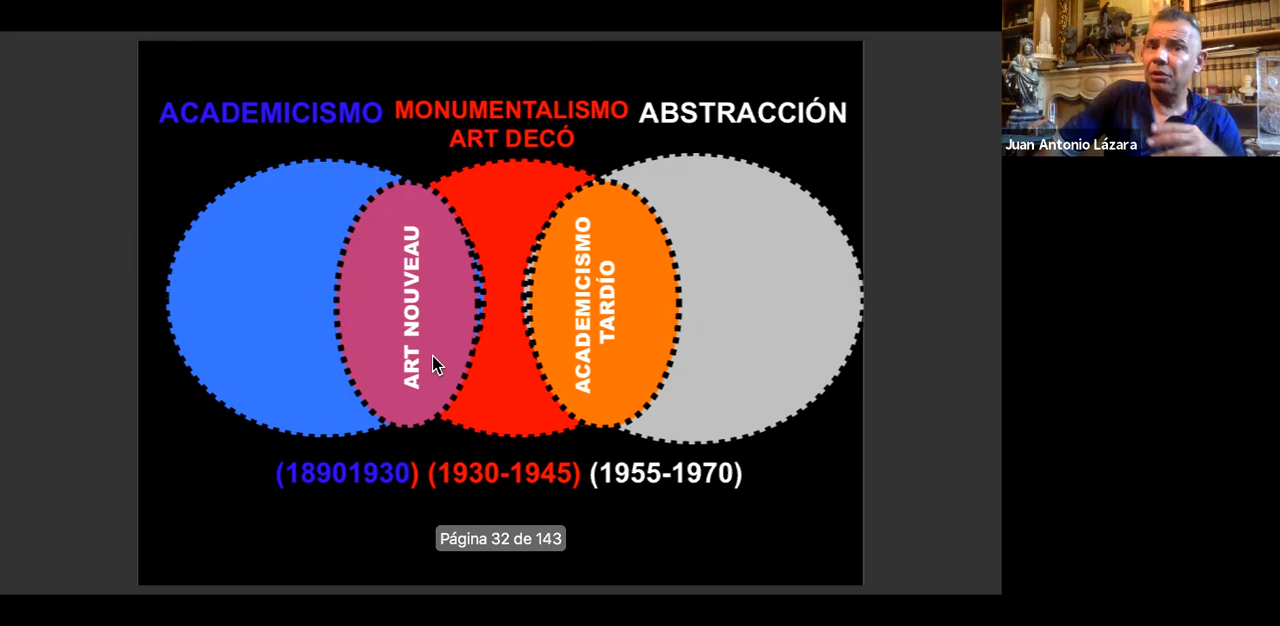 ACADEMICISMO
MONUMENTALISMO
ART DECÓ
ABSTRACCIÓN
ART NOUVEAU
ACADEMICISMO
TARDÍO
(18901930) (1930-1945) (1955-1970)
Página 32 de 143
Juan Antonio Lázara